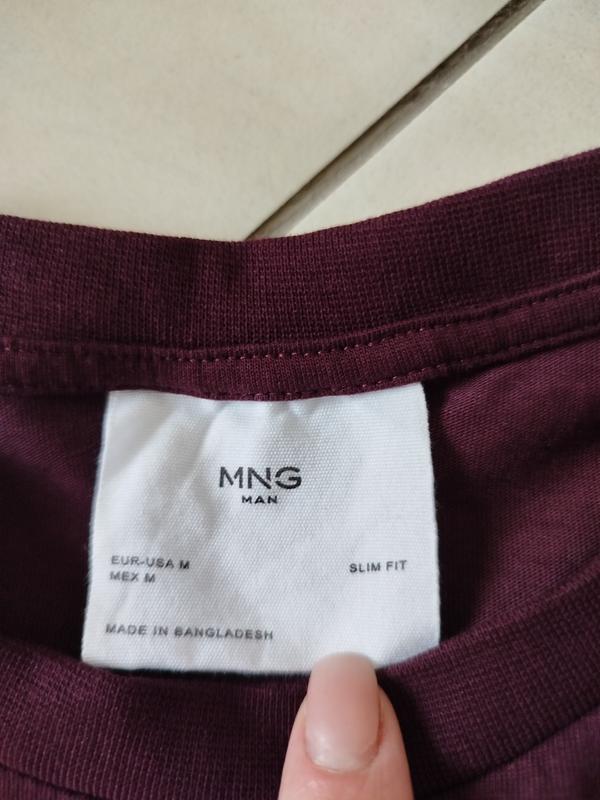 MNG
MAN
EUR-USA M
MEX M
SLIM FIT
MADE IN BANGLADESH